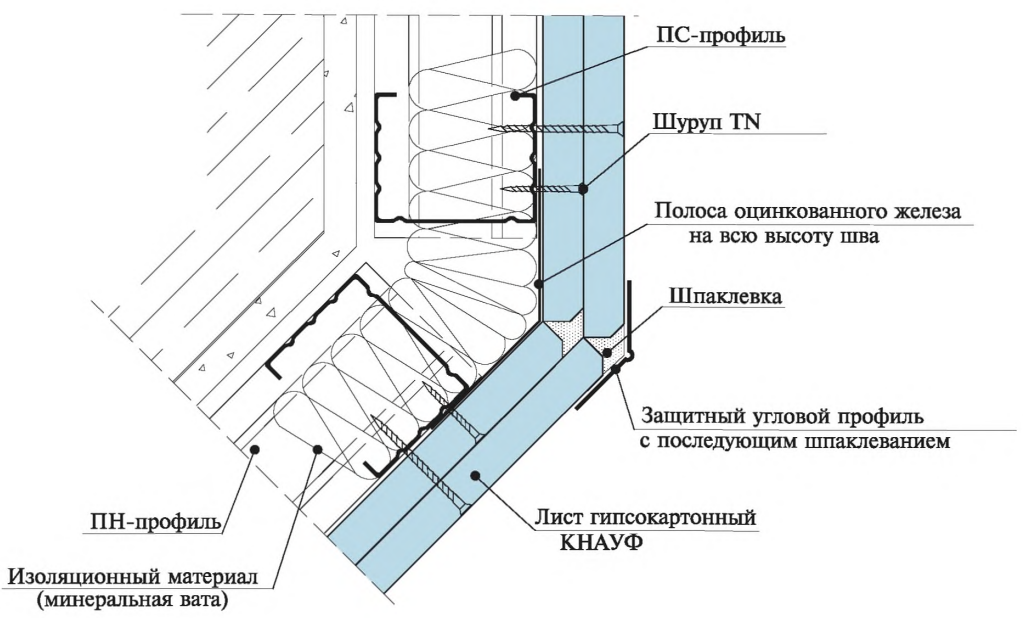 ПС-профиль
Шуруп TN
Полоса оцинкованного железа
на всю высоту шва
Шпаклевка
Защитный угловой профиль
с последующим шпаклеванием
Лист гипсокартонный
КНАУФ
ПН-профиль
Изоляционный материал
(минеральная вата)